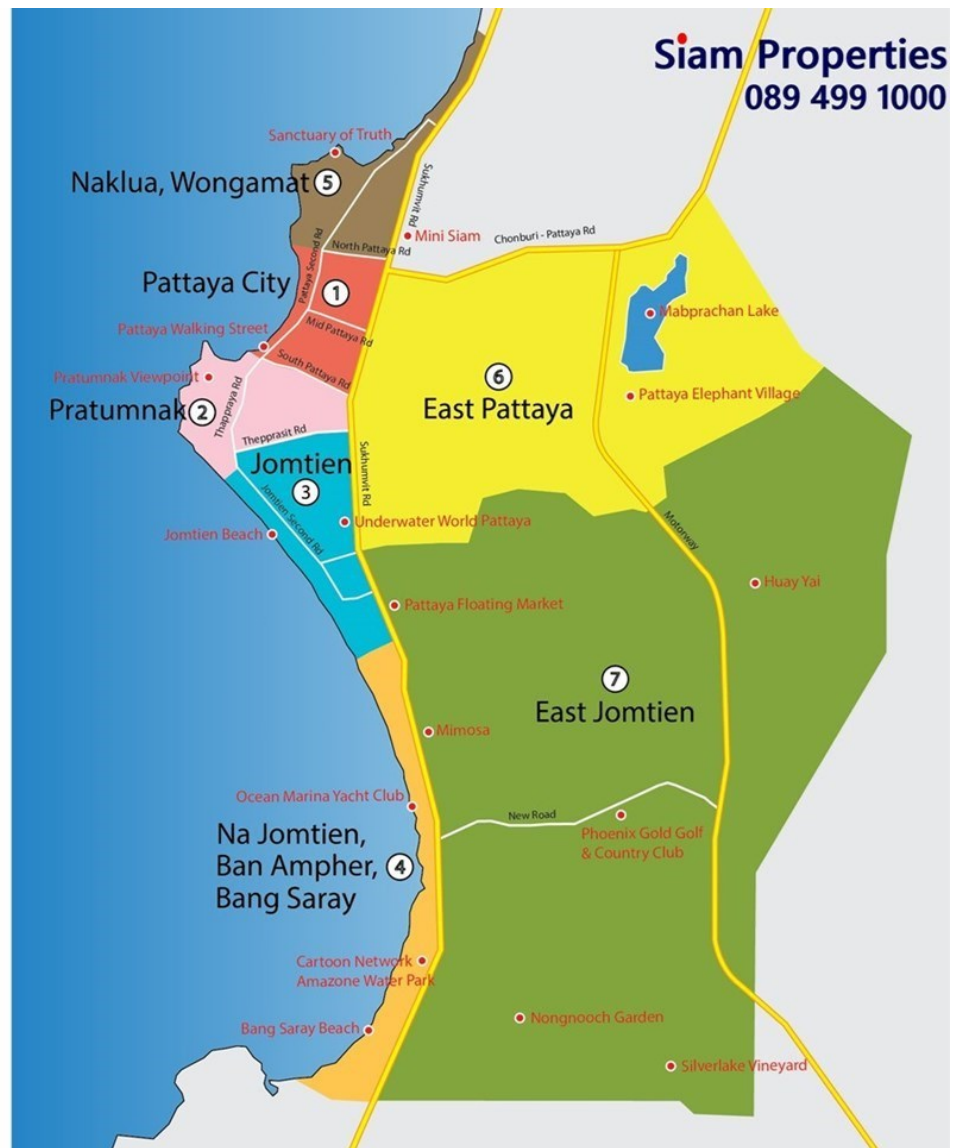 Siam Properties
089 499 1000
Sanctuary of Truth
Naklua, Wongamat 5
Sukhumvit Rd
Mini Siam
Chonburi - Pattaya Rd
North Pattaya Rd
Pattaya Second Rd
Pattaya City
1
Mabprachan Lake
Mid Pattaya Rd
Pattaya Walking Street
South Pattaya Rd
Pratumnak Viewpoint
6
Pratumnak 2
Thappraya Rd
East Pattaya
Pattaya Elephant Village
Thepprasit Rd
Jomtien
3
Sukhumvit Rd
Jomtien Second Rd
Underwater World Pattaya
Jomtien Beach
Motorway
Huay Yai
Pattaya Floating Market
7
East Jomtien
Mimosa
Ocean Marina Yacht Club
New Road
Phoenix Gold Golf
& Country Club
Na Jomtien,
Ban Ampher, 4
Bang Saray
Cartoon Network
Amazone Water Park
Nongnooch Garden
Bang Saray Beach
Silverlake Vineyard